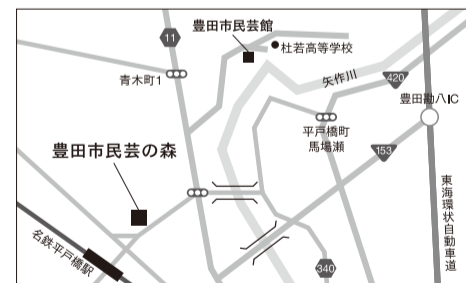 豊田市民芸館
11
杜若高等学校
青木町1
矢作川
420
豊田勘八IC
平戸橋町
馬場瀬
153
豊田市民芸の森
東海環状自動車道
名鉄平戸橋駅
340